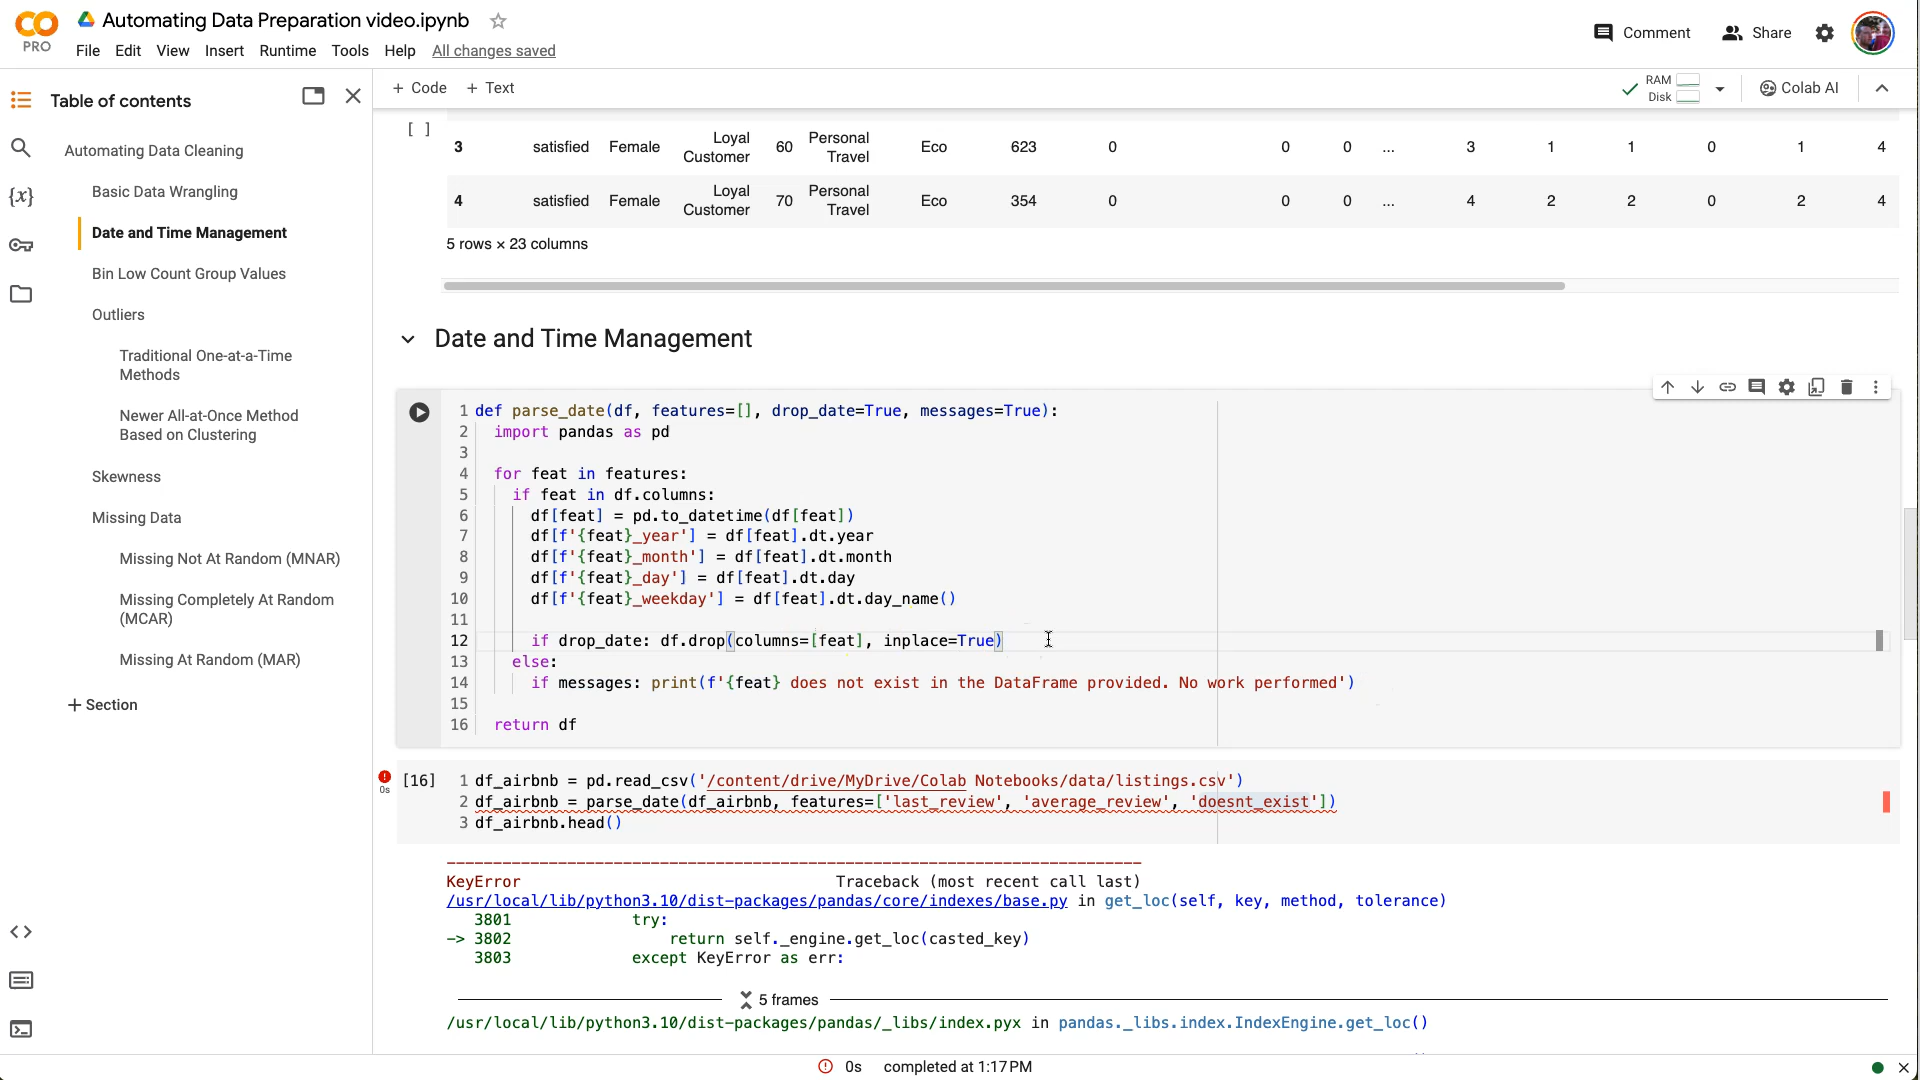 Automating Data Preparation video.ipynb
PRO
File Edit View Insert Runtime Tools Help All changes saved
Comment Share
Table of contents
+ Code + Text
RAM
Disk
Colab AI
Automating Data Cleaning
Basic Data Wrangling
Date and Time Management
Bin Low Count Group Values
Outliers
Traditional One-at-a-Time
Methods
Newer All-at-Once Method
Based on Clustering
Skewness
Missing Data
Missing Not At Random (MNAR)
Missing Completely At Random
(MCAR)
Missing At Random (MAR)
+ Section
{x}
[ ]
3 satisfied Female Loyal Customer 60 Personal Travel Eco 623 0 0 0 ... 3 1 1 0 1 4
4 satisfied Female Loyal Customer 70 Personal Travel Eco 354 0 0 0 ... 4 2 2 0 2 4
5 rows × 23 columns
Date and Time Management
1 def parse_date(df, features=[], drop_date=True, messages=True):
2 import pandas as pd
3
4 for feat in features:
5 if feat in df.columns:
6 df[feat] = pd.to_datetime(df[feat])
7 df[f'{feat}_year'] = df[feat].dt.year
8 df[f'{feat}_month'] = df[feat].dt.month
9 df[f'{feat}_day'] = df[feat].dt.day
10 df[f'{feat}_weekday'] = df[feat].dt.day_name()
11
12 if drop_date: df.drop(columns=[feat], inplace=True)
13 else:
14 if messages: print(f'{feat} does not exist in the DataFrame provided. No work performed')
15
16 return df
0s
[16]
1 df_airbnb = pd.read_csv('/content/drive/MyDrive/Colab Notebooks/data/listings.csv')
2 df_airbnb = parse_date(df_airbnb, features=['last_review', 'average_review', 'doesnt_exist'])
3 df_airbnb.head()
KeyError Traceback (most recent call last)
/usr/local/lib/python3.10/dist-packages/pandas/core/indexes/base.py in get_loc(self, key, method, tolerance)
3801 try:
-> 3802 return self._engine.get_loc(casted_key)
3803 except KeyError as err:
5 frames
/usr/local/lib/python3.10/dist-packages/pandas/_libs/index.pyx in pandas._libs.index.IndexEngine.get_loc()
0s completed at 1:17 PM